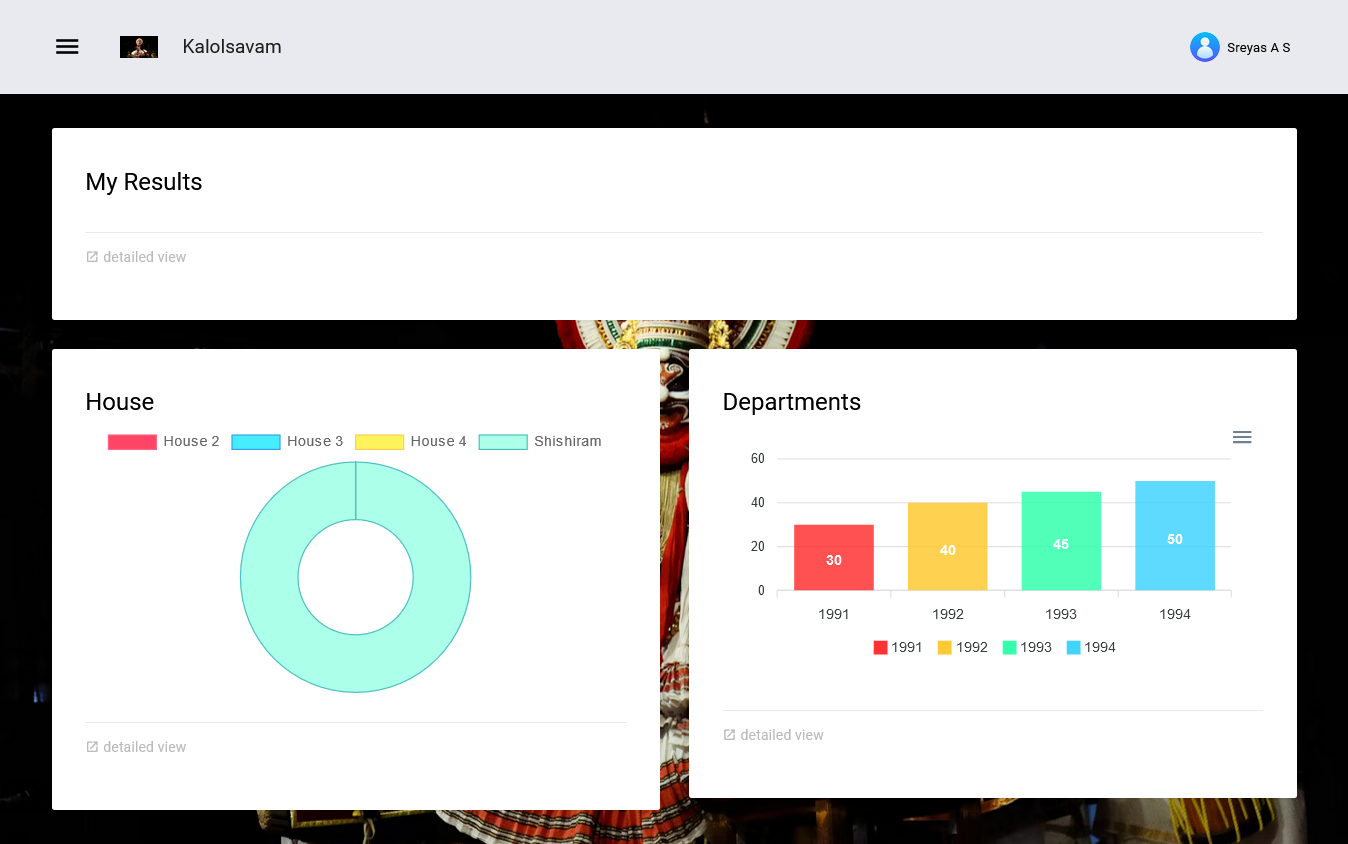 Kalolsavam
Sreyas A S
My Results
detailed view
House
House 2 House 3 House 4 Shishiram
detailed view
Departments
60
40
20
0
30
40
45
50
1991 1992 1993 1994
1991 1992 1993 1994
detailed view